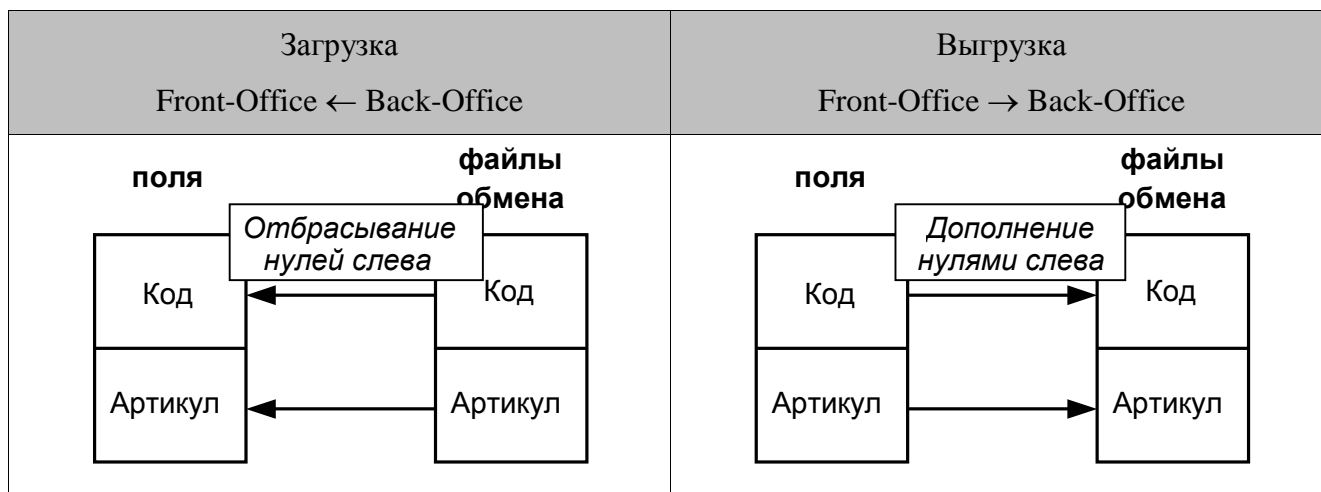 Загрузка
Front-Office ← Back-Office
Выгрузка
Front-Office → Back-Office
поля
файлы
обмена
Отбрасывание
нулей слева
Код
Код
Артикул
Артикул
поля
файлы
обмена
Дополнение
нулями слева
Код
Код
Артикул
Артикул